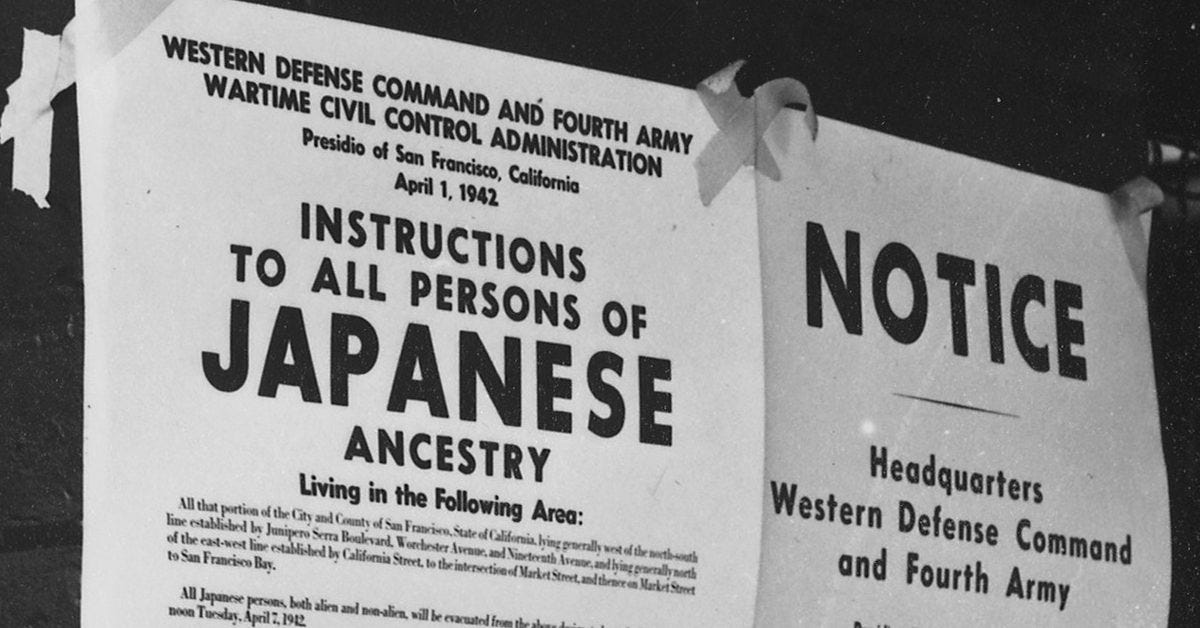 WESTERN DEFENSE COMMAND AND FOURTH ARMY
WARTIME CIVIL CONTROL ADMINISTRATION
Presidio of San Francisco, California
April 1, 1942
INSTRUCTIONS
TO ALL PERSONS OF
JAPANESE
ANCESTRY
Living in the Following Area:
All that portion of the City and County of San Francisco, State of California, lying generally west of the north-south
line established by Junipero Serra Boulevard, Worchester Avenue, and Nineteenth Avenue, and lying generally north
of the east-west line established by California Street, to the intersection of Market Street, and thence on Market Street
to San Francisco Bay.
All Japanese persons, both alien and non-alien, will be evacuated from the above
noon Tuesday, April 7, 1942.
NOTICE
Headquarters
Western Defense Command
and Fourth Army